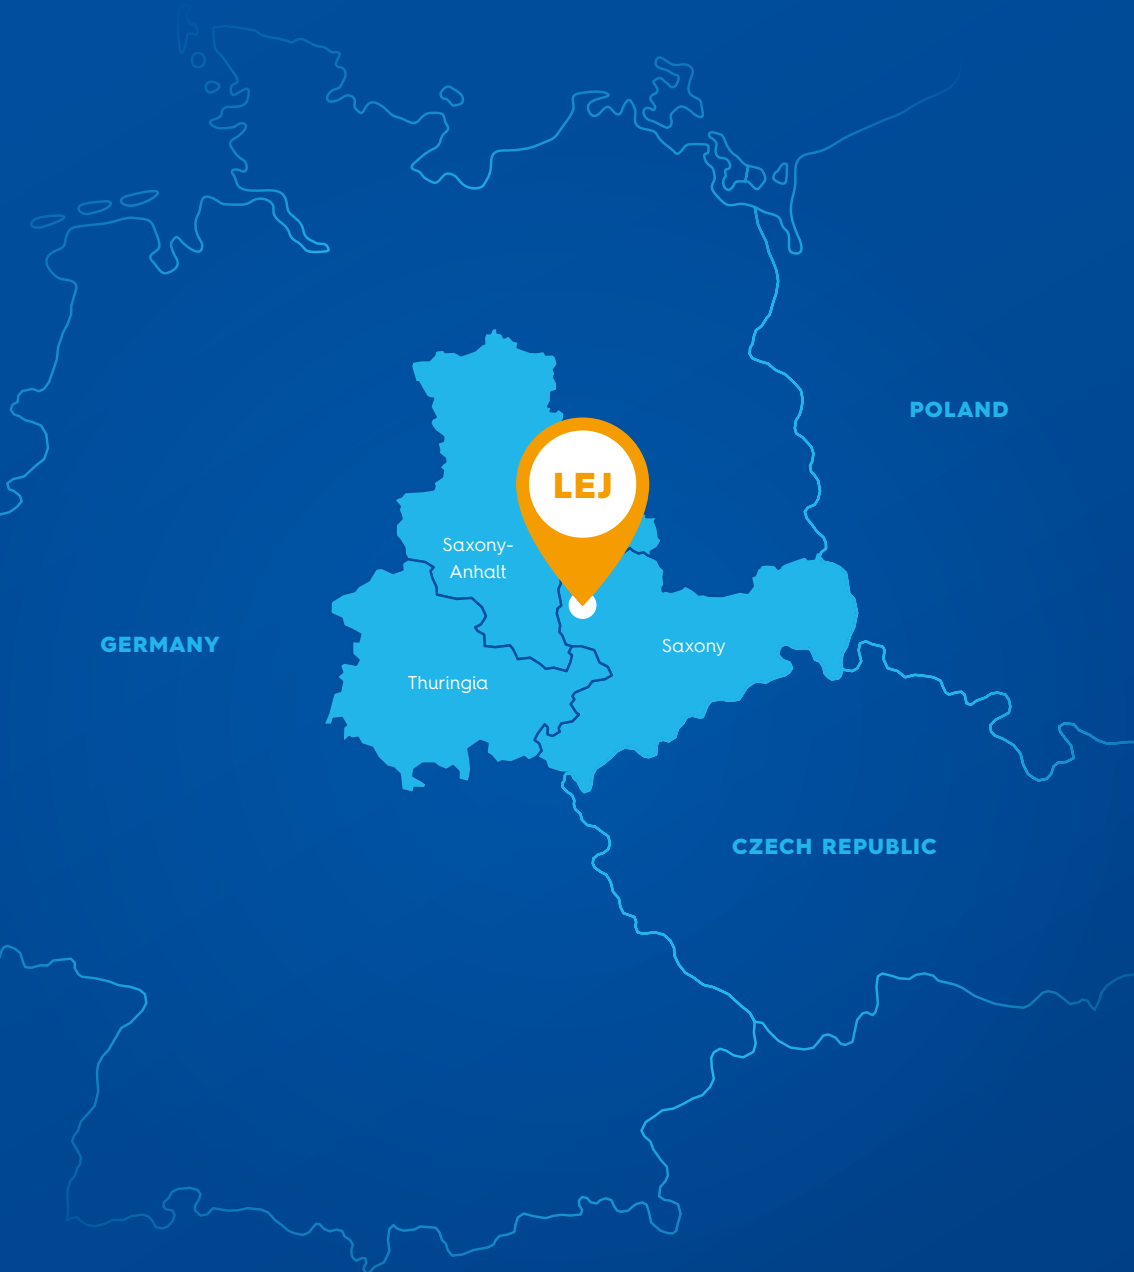 POLAND
LEJ
Saxony-
Anhalt
GERMANY
Saxony
Thuringia
CZECH REPUBLIC